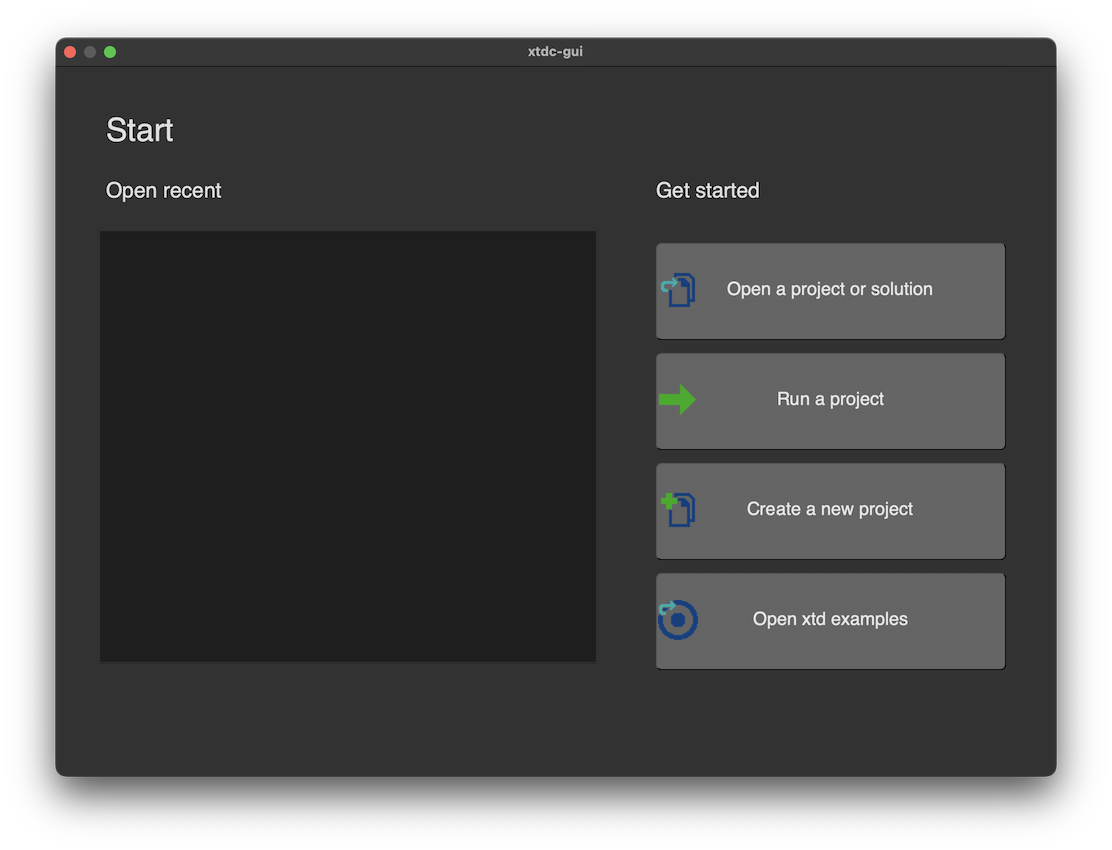 xtdc-gui
Start
Open recent
Get started
Open a project or solution
Run a project
Create a new project
Open xtd examples